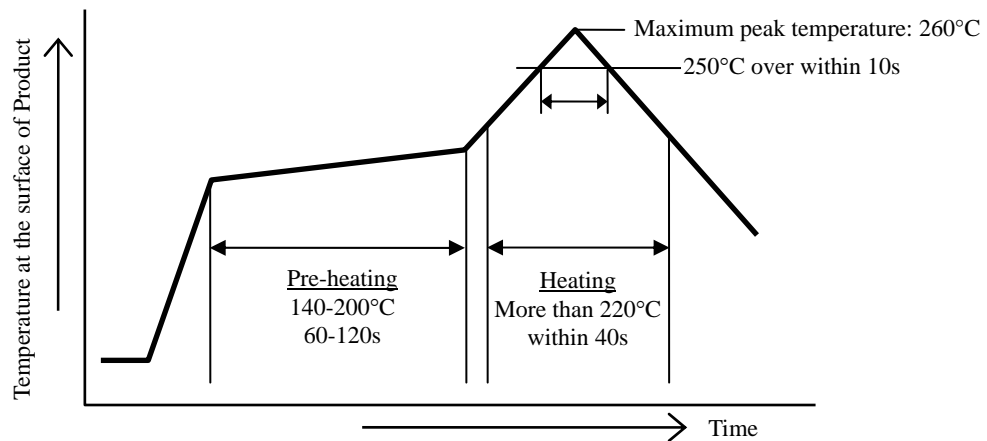 Maximum peak temperature: 260°C
250°C over within 10s
Temperature at the surface of Product
Pre-heating
140-200°C
60-120s
Heating
More than 220°C
within 40s
Time